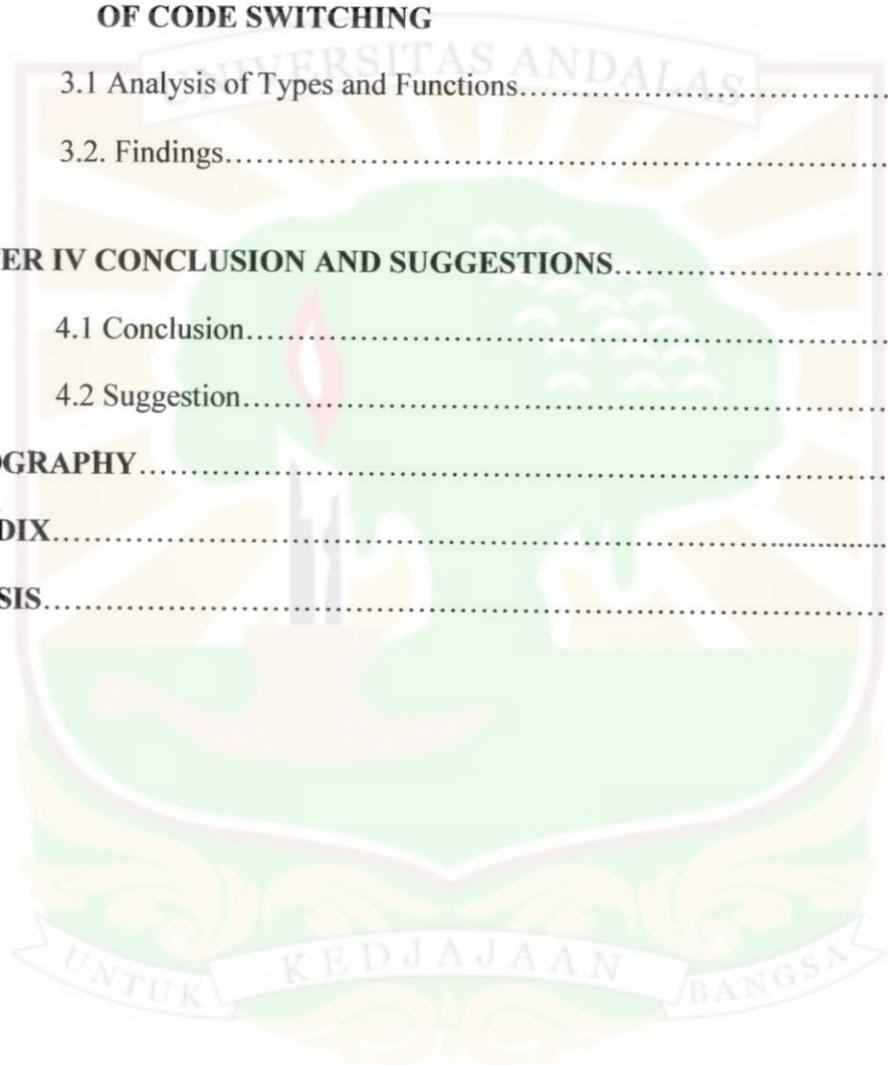 OF CODE SWITCHING
UNIVERSITAS ANDALAS
3.1 Analysis of Types and Functions........................................
3.2. Findings........................................................................
ER IV CONCLUSION AND SUGGESTIONS..............................
4.1 Conclusion.....................................................................
4.2 Suggestion.....................................................................
OGRAPHY............................................................................
DIX......................................................................................
SIS.......................................................................................
UNTUK KEDJAJAAN BANGSA